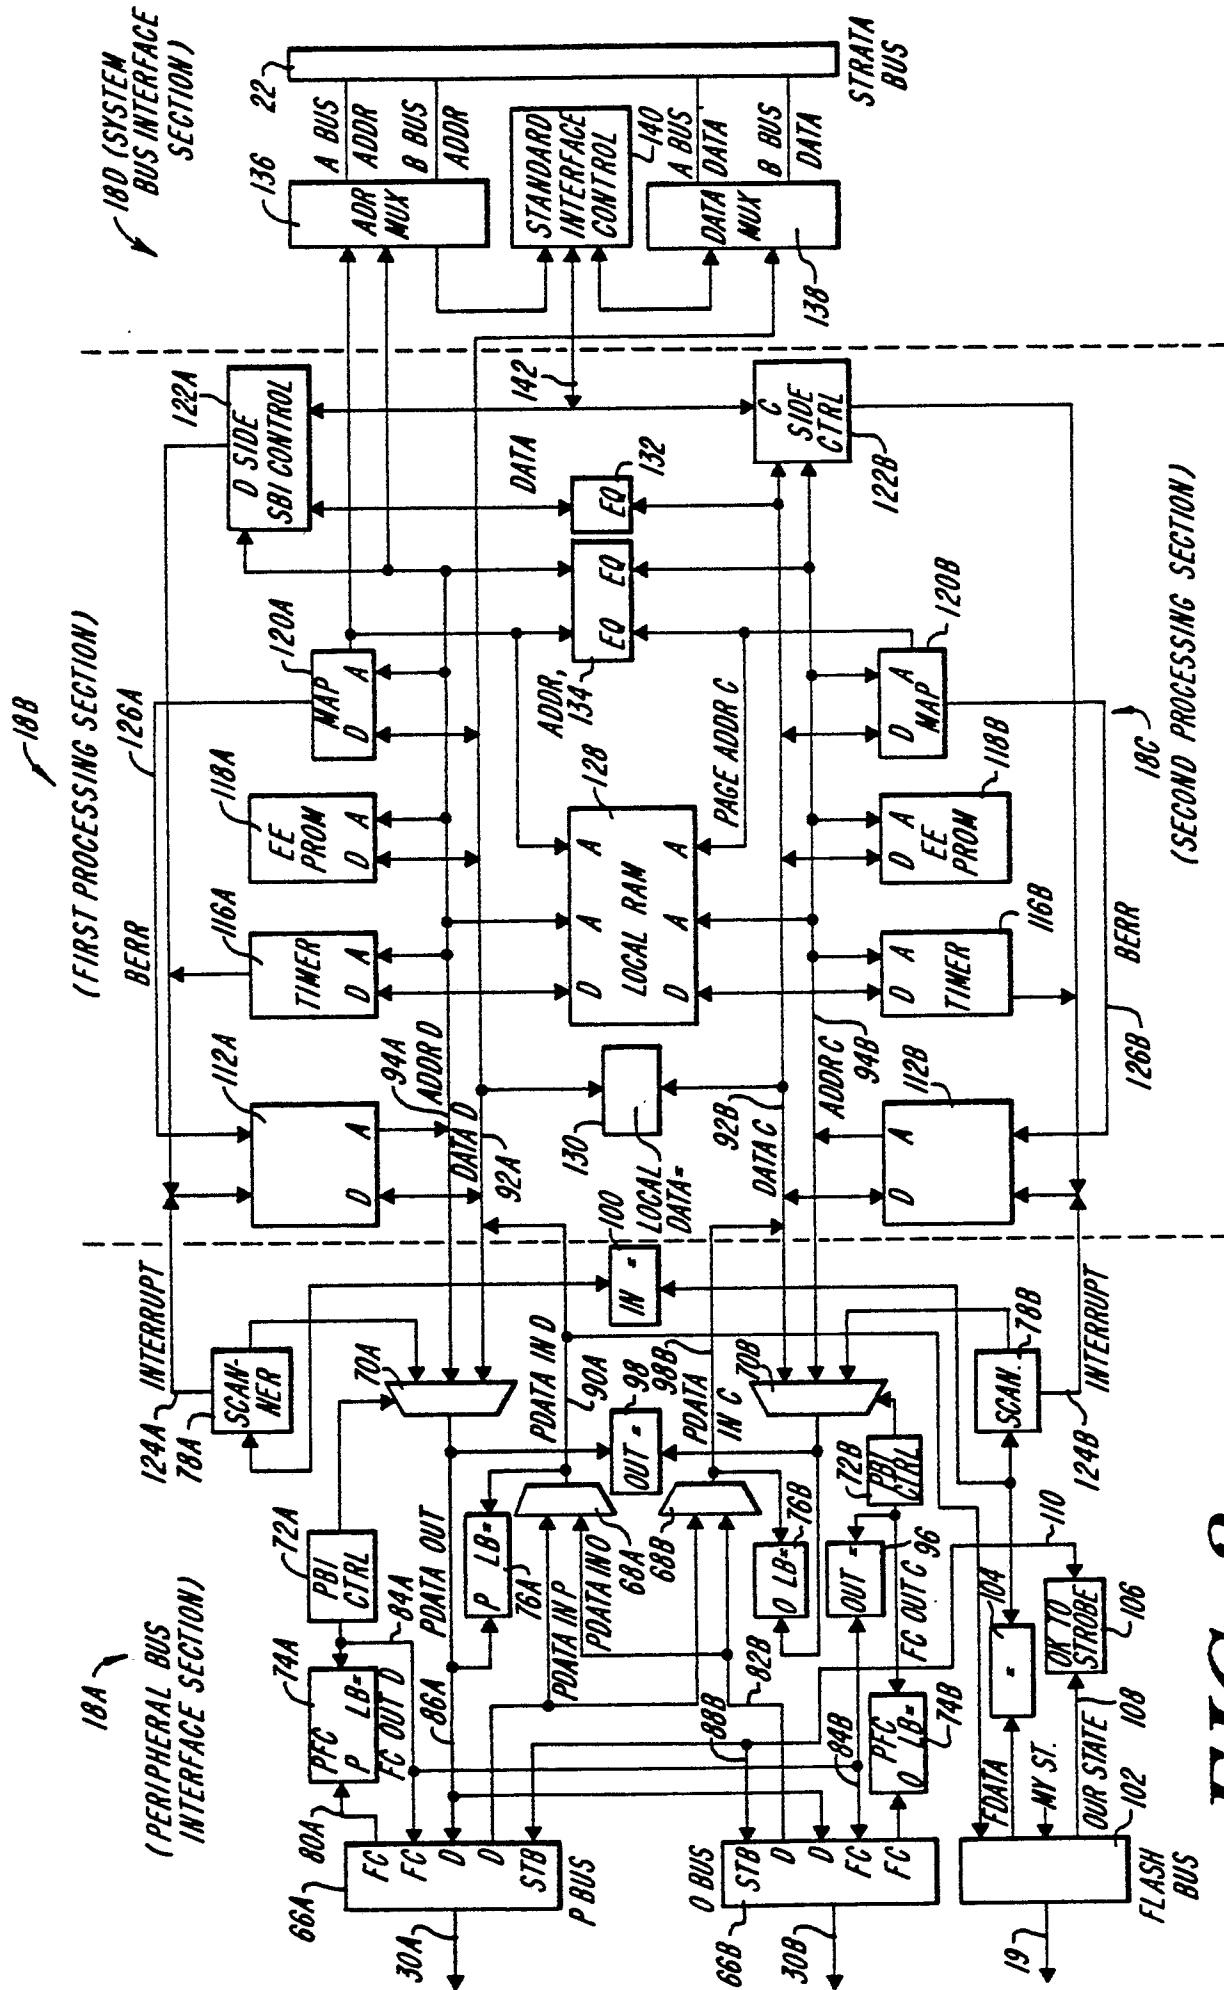 18A
(PERIPHERAL BUS
INTERFACE SECTION)
18B
(FIRST PROCESSING SECTION)
18D (SYSTEM
BUS INTERFACE
SECTION)
124A
INTERRUPT
78A
SCAN-
NER
72A
PBI
CTRL
74A
PFC
P LB=
80A
84A
FC OUT D
66A
FC
FC
D
D
STB
P BUS
30A
86A
PDATA OUT
P LB=
76A
PDATA IN P
PDATA IN O
68A
68B
70A
PDATA IN D
90A
OUT =
98
PDATA
IN C
98B
IN =
100
BERR
126A
112A
D A
116A
TIMER
D A
118A
EE
PROM
D A
120A
MAP
D A
122A
D SIDE
SBI CONTROL
94A
ADDR D
DATA D
92A
130
LOCAL
DATA=
128
LOCAL RAM
D A A
D A A
ADDR,
134
EQ EQ
EQ EQ
DATA
132
EQ
142
PAGE ADDR C
92B
DATA C
ADDR C
94B
136
ADR
MUX
A BUS
ADDR
B BUS
ADDR
22
STANDARD
INTERFACE
CONTROL
140
A BUS
DATA
B BUS
DATA
DATA
MUX
138
STRATA
BUS
O BUS
66B
STB
D
D
FC
FC
30B
88B
82B
84B
O LB=
76B
OUT =
96
72B
PBI
CTRL
70B
FC OUT C
PFC
O LB=
74B
110
104
=
OK TO
STROBE
106
FDATA
MY ST.
OUR STATE
108
102
FLASH
BUS
19
SCAN.
78B
124B
INTERRUPT
112B
D A
D A
TIMER
116B
D A
EE
PROM
118B
D A
MAP
120B
C
SIDE
CTRL
122B
BERR
126B
18C
(SECOND PROCESSING SECTION)